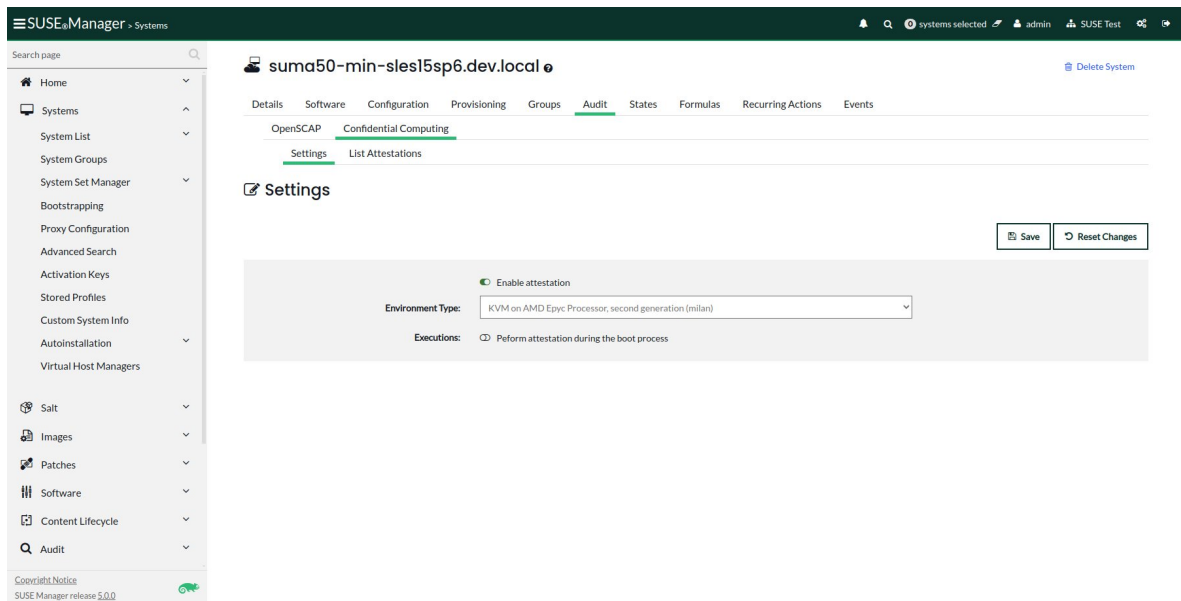 SUSE®Manager > Systems
0 systems selected admin SUSE Test
Search page
Home
Systems
System List
System Groups
System Set Manager
Bootstrapping
Proxy Configuration
Advanced Search
Activation Keys
Stored Profiles
Custom System Info
Autoinstallation
Virtual Host Managers
Salt
Images
Patches
Software
Content Lifecycle
Audit
Copyright Notice
SUSE Manager release 5.0.0
suma50-min-sles15sp6.dev.local
Delete System
Details Software Configuration Provisioning Groups Audit States Formulas Recurring Actions Events
OpenSCAP Confidential Computing
Settings List Attestations
Settings
Save Reset Changes
Enable attestation
Environment Type: KVM on AMD Epyc Processor, second generation (milan)
Executions: Peform attestation during the boot process